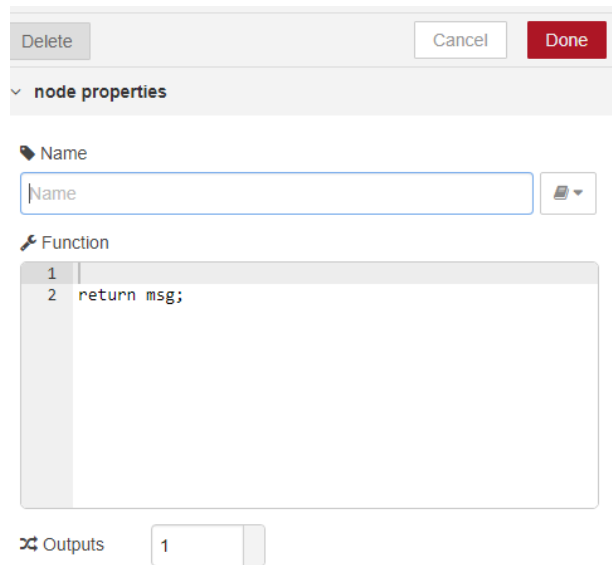 Delete
Cancel
Done
node properties
Name
Name
Function
1
2 return msg;
Outputs 1